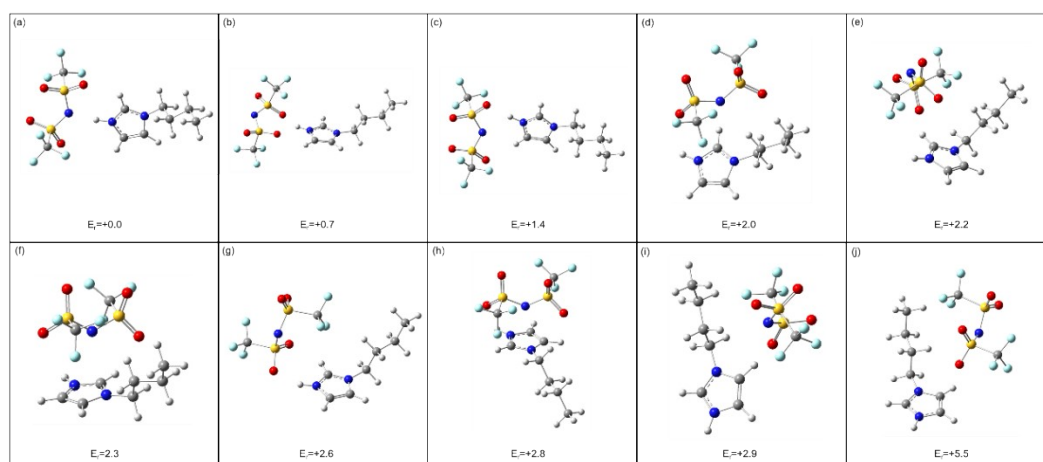 (a)
(b)
(c)
(d)
(e)
Er=+0.0
Er=+0.7
Er=+1.4
Er=+2.0
Er=+2.2
(f)
(g)
(h)
(i)
(j)
Er=2.3
Er=+2.6
Er=+2.8
Er=+2.9
Er=+5.5